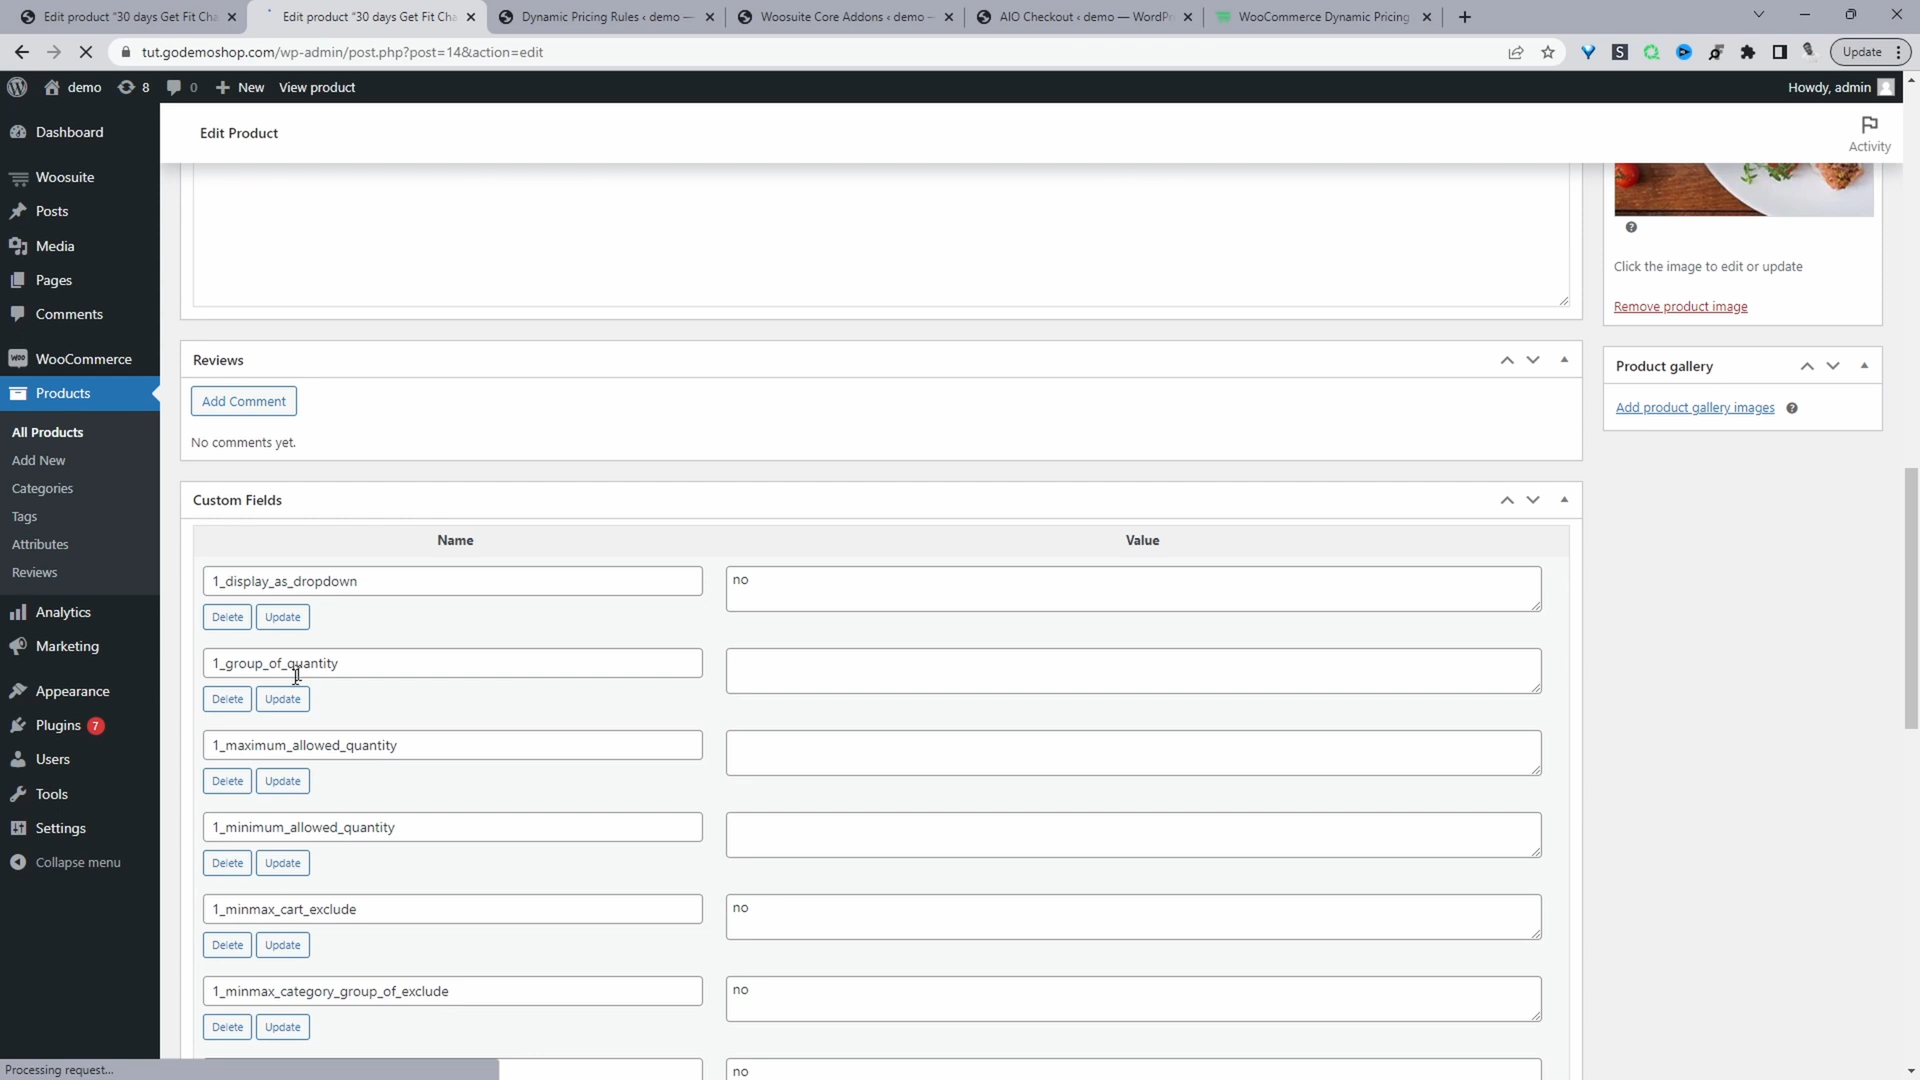 Edit product "30 days Get Fit Cha
Edit product "30 days Get Fit Cha
Dynamic Pricing Rules ‹ demo —
Woosuite Core Addons ‹ demo –
AIO Checkout ‹ demo — WordPr
WooCommerce Dynamic Pricing
tut.godemoshop.com/wp-admin/post.php?post=14&action=edit
Update
demo
8
0
New
View product
Howdy, admin
Edit Product
Activity
Dashboard
Woosuite
Posts
Media
Pages
Comments
WooCommerce
Products
All Products
Add New
Categories
Tags
Attributes
Reviews
Analytics
Marketing
Appearance
Plugins 7
Users
Tools
Settings
Collapse menu
Click the image to edit or update
Remove product image
Product gallery
Add product gallery images
Reviews
Add Comment
No comments yet.
Custom Fields
Name
Value
1_display_as_dropdown
no
Delete
Update
1_group_of_quantity
Delete
Update
1_maximum_allowed_quantity
Delete
Update
1_minimum_allowed_quantity
Delete
Update
1_minmax_cart_exclude
no
Delete
Update
1_minmax_category_group_of_exclude
no
Delete
Update
no
Processing request...